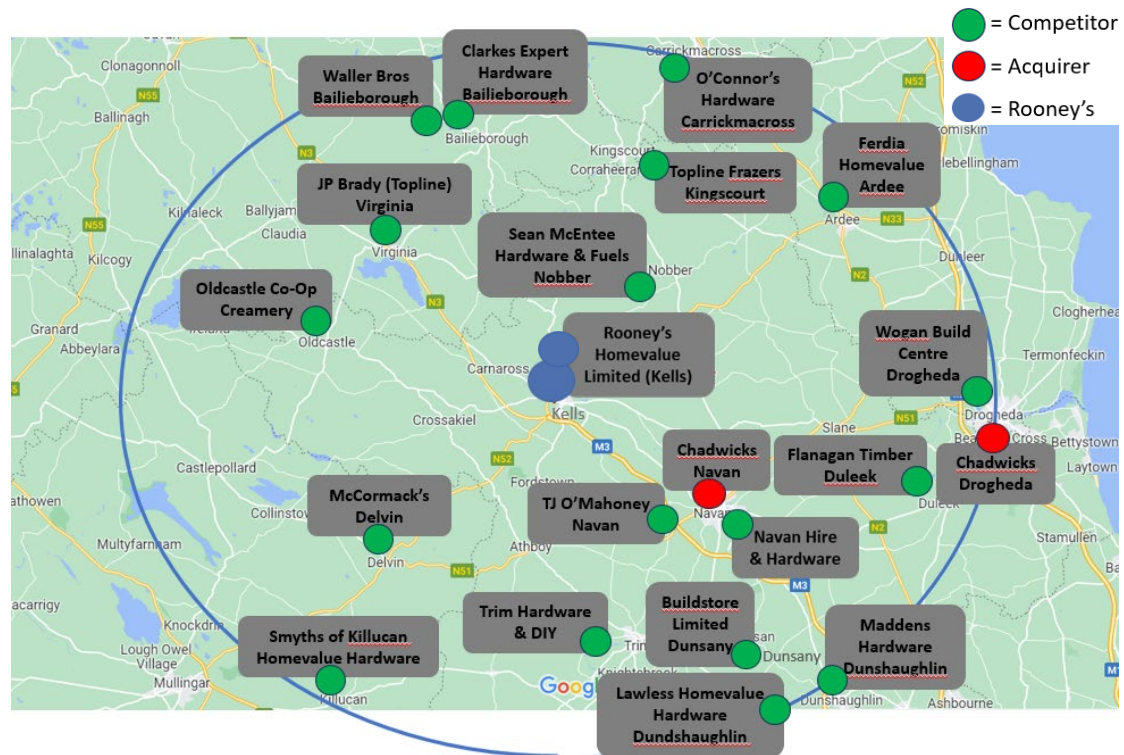 = Competitor
= Acquirer
= Rooney's
Clarkes Expert
Hardware
Bailieborough
Waller Bros
Bailieborough
O'Connor's
Hardware
Carrickmacross
Ferdia
Homevalue
Ardee
Topline Frazers
Kingscourt
JP Brady (Topline)
Virginia
Sean McEntee
Hardware & Fuels
Nobber
Oldcastle Co-Op
Creamery
Rooney's
Homevalue
Limited (Kells)
Wogan Build
Centre
Drogheda
Chadwicks
Drogheda
Chadwicks
Navan
Flanagan Timber
Duleek
TJ O'Mahoney
Navan
Navan Hire
& Hardware
McCormack's
Delvin
Trim Hardware
& DIY
Buildstore
Limited
Dunsany
Maddens
Hardware
Dunshaughlin
Smyths of Killucan
Homevalue Hardware
Lawless Homevalue
Hardware
Dundshaughlin
Clonagonnoll
Carrickmacross
N52
N55
Ballinagh
N3
Bailieborough
Kingscourt
Corraheeran
Kilnaleck
Claudia
Virginia
Ardee
N33
N55
Kilcogy
Nobber
N2
Dunleer
Granard
Abbeylara
Oldcastle
N3
Clogherhead
Termonfeckin
Carnaross
Crossakiel
Kells
M3
Slane
N51
Drogheda
Bettystown
Laytown
Castlepollard
N52
Fordstown
Navan
Duleek
Collinstown
Multyfarnham
Delvin
N51
Athboy
N2
Stamullen
M3
Knockdrin
Lough Owel
Village
Mullingar
Killucan
Dunsany
Dunshaughlin
Ashbourne